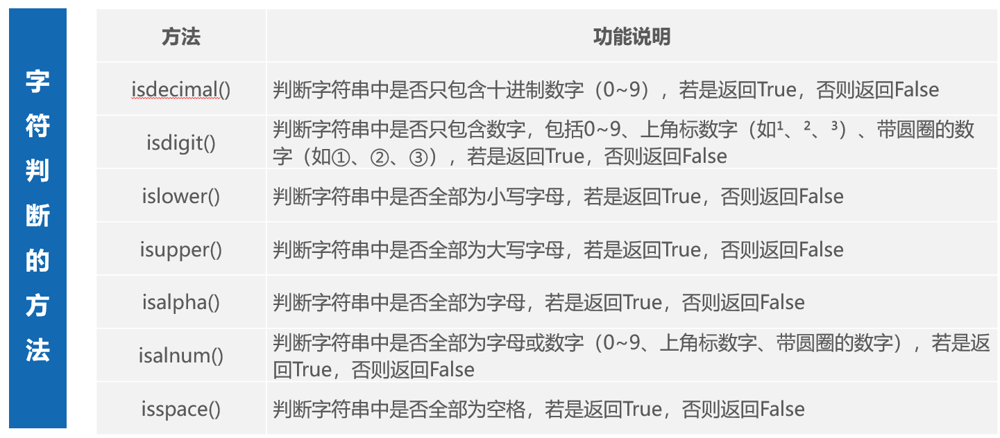 字符判断的方法
方法 功能说明
isdecimal() 判断字符串中是否只包含十进制数字（0~9），若是返回True，否则返回False
isdigit() 判断字符串中是否只包含数字，包括0~9、上角标数字（如¹、²、³）、带圆圈的数
字（如①、②、③），若是返回True，否则返回False
islower() 判断字符串中是否全部为小写字母，若是返回True，否则返回False
isupper() 判断字符串中是否全部为大写字母，若是返回True，否则返回False
isalpha() 判断字符串中是否全部为字母，若是返回True，否则返回False
isalnum() 判断字符串中是否全部为字母或数字（0~9、上角标数字、带圆圈的数字），若是返
回True，否则返回False
isspace() 判断字符串中是否全部为空格，若是返回True，否则返回False